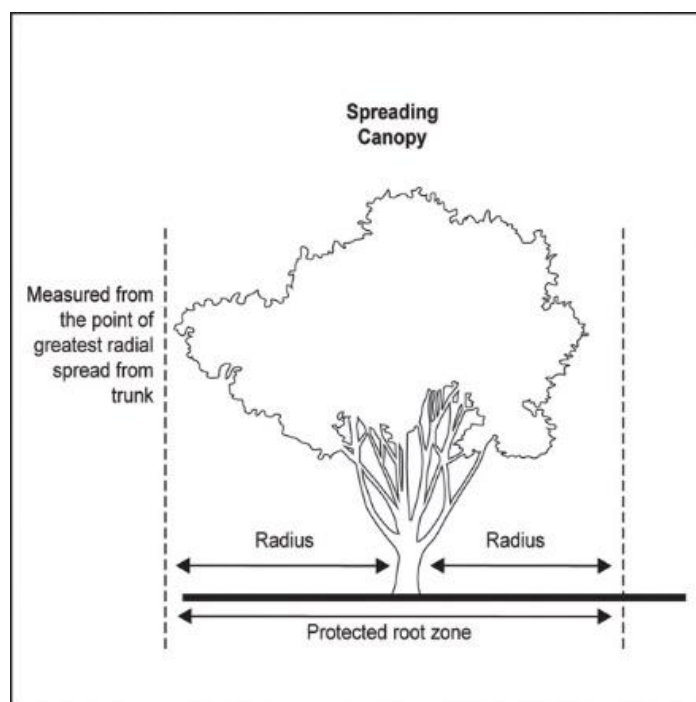 Spreading
Canopy
Measured from
the point of
greatest radial
spread from
trunk
Radius
Radius
Protected root zone